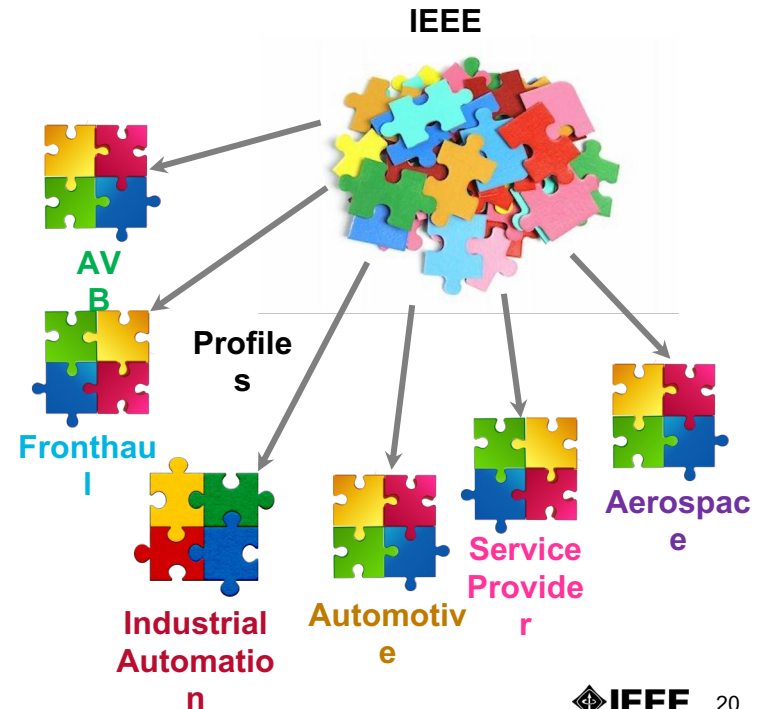 IEEE
AV
B
Profile
s
Fronthau
l
Aerospac
e
Service
Provide
r
Automotiv
e
Industrial
Automatio
n
IEEE 20